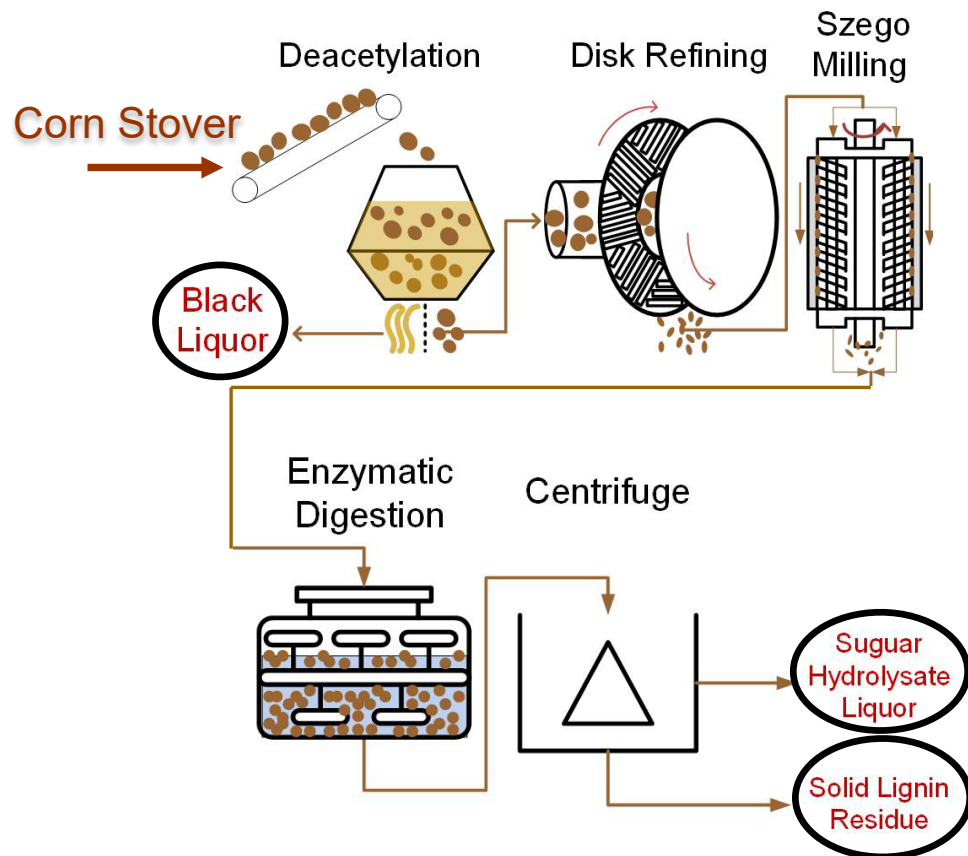 Szego
Milling
Deacetylation
Disk Refining
Corn Stover
Black
Liquor
Enzymatic
Digestion
Centrifuge
Suguar
Hydrolysate
Liquor
Solid Lignin
Residue